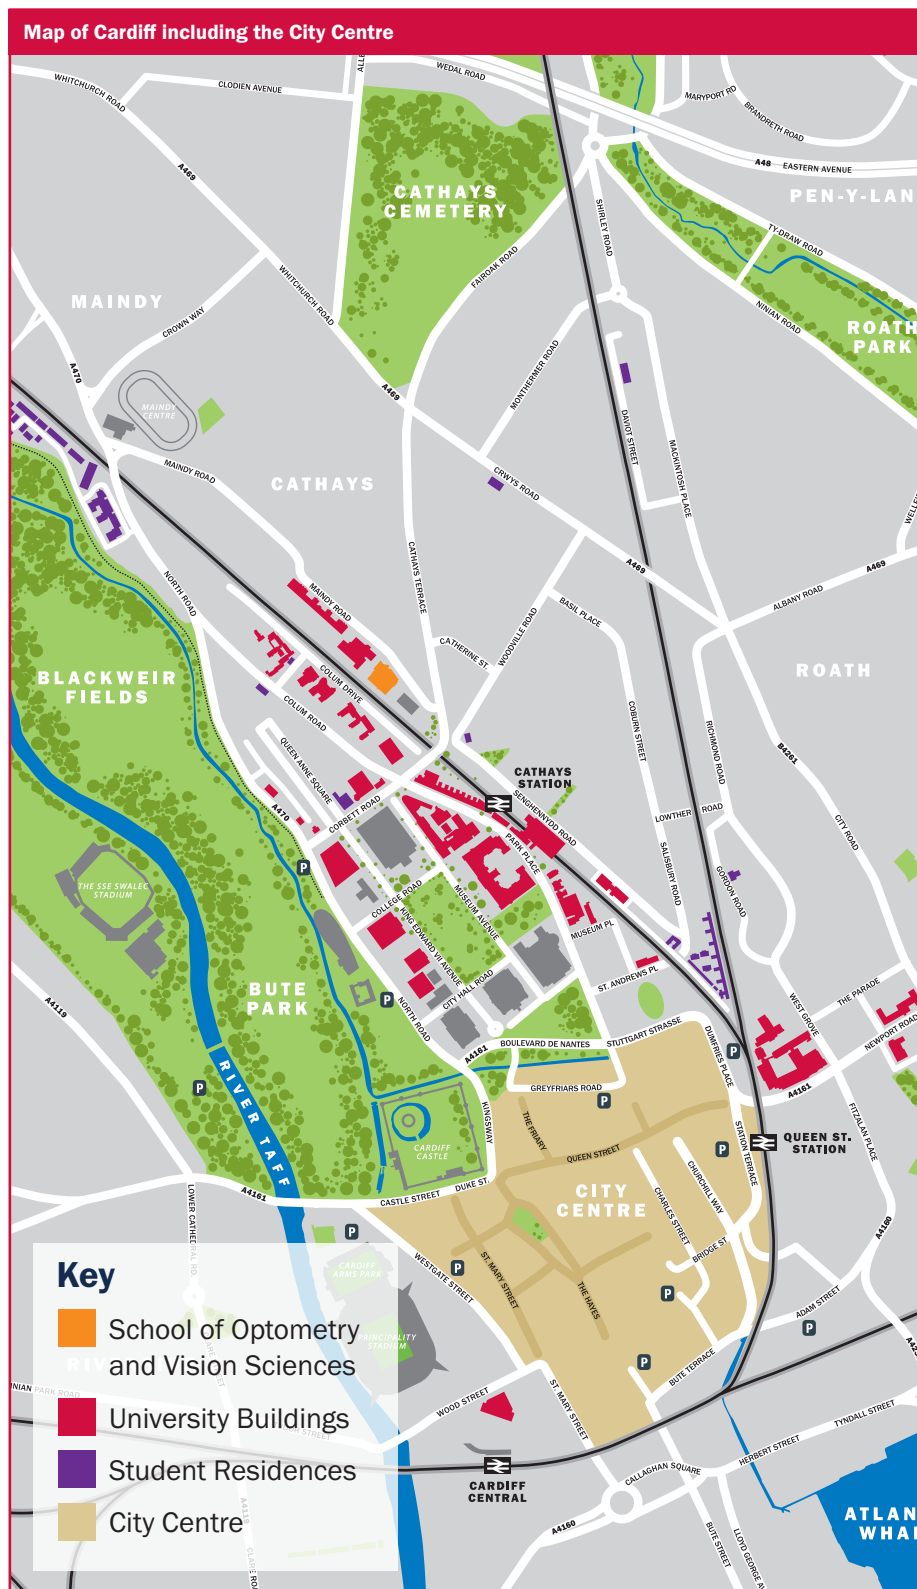 Map of Cardiff including the City Centre
WEDAL ROAD
WHITCHURCH ROAD
CLODIEN AVENUE
MARYPORT RD
BRANDRETH ROAD
A48
EASTERN AVENUE
A469
CATHAYS
CEMETERY
PEN-Y-LAN
SHIRLEY ROAD
TY-DRAW ROAD
FAIROAK ROAD
WHITCHURCH ROAD
MAINDY
CROWN WAY
NINIAN ROAD
ROATH
PARK
A470
MONTHERMER ROAD
A469
MAINDY
CENTRE
DAVIOT STREET
MACKINTOSH PLACE
MAINDY ROAD
CATHAYS
CRWYS ROAD
CATHAYS TERRACE
A469
A469
NORTH ROAD
MAINDY ROAD
ALBANY ROAD
BASIL PLACE
WOODVILLE ROAD
CATHERINE ST.
BLACKWEIR
FIELDS
COLUM DRIVE
COLUM ROAD
ROATH
COBURN STREET
RICHMOND ROAD
B4261
QUEEN ANNE SQUARE
CATHAYS
STATION
SENGHENNYDD ROAD
A470
CORBETT ROAD
LOWTHER ROAD
CITY ROAD
PARK PLACE
SALISBURY ROAD
GORDON ROAD
P
THE SSE SWALEC
STADIUM
COLLEGE ROAD
MUSEUM AVENUE
KING EDWARD VII AVENUE
MUSEUM PL
BUTE
PARK
CITY HALL ROAD
ST. ANDREWS PL
P
NORTH ROAD
WEST GROVE
THE PARADE
NEWPORT ROAD
A4119
A4161
BOULEVARD DE NANTES
STUTTGART STRASSE
DUMFRIES PLACE
P
P
RIVER TAFF
GREYFRIARS ROAD
P
A4161
KINGSWAY
THE FRIARY
STATION TERRACE
FITZALAN PLACE
CARDIFF
CASTLE
QUEEN STREET
P
QUEEN ST.
STATION
CHURCHILL WAY
CHARLES STREET
A4161
CASTLE STREET
DUKE ST.
CITY
CENTRE
LOWER CATHEDRAL RD.
A4160
P
BRIDGE ST
CARDIFF
ARMS PARK
WESTGATE STREET
P
ST. MARY STREET
THE HAYES
P
ADAM STREET
P
PRINCIPALITY
STADIUM
P
BUTE TERRACE
Key
School of Optometry
and Vision Sciences
University Buildings
Student Residences
City Centre
WOOD STREET
ST. MARY STREET
TYNDALL STREET
HERBERT STREET
CALLAGHAN SQUARE
CARDIFF
CENTRAL
A4119
A4160
BUTE STREET
ATLAN
WHA